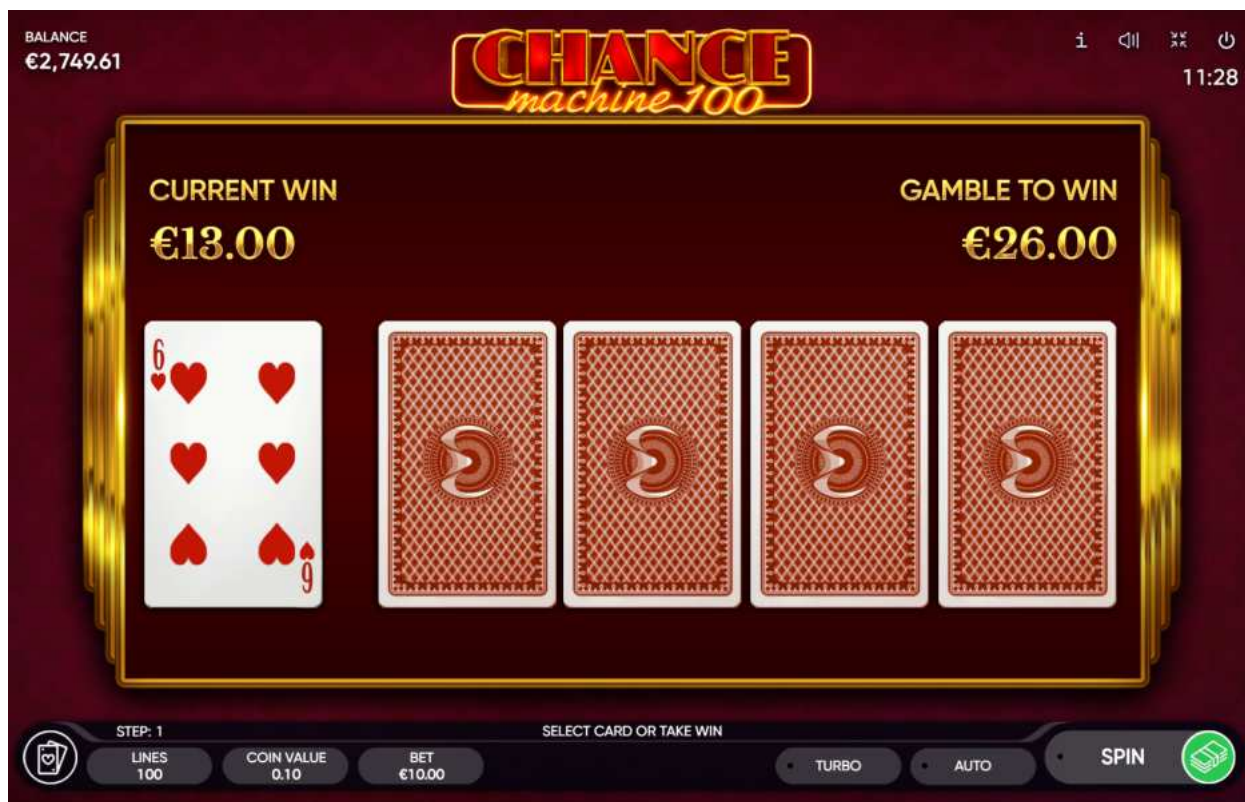 BALANCE
€2,749.61
CHANCE
machine 100
i
11:28
CURRENT WIN
€13.00
GAMBLE TO WIN
€26.00
6
6
STEP: 1
SELECT CARD OR TAKE WIN
LINES
100
COIN VALUE
0.10
BET
€10.00
TURBO
AUTO
SPIN